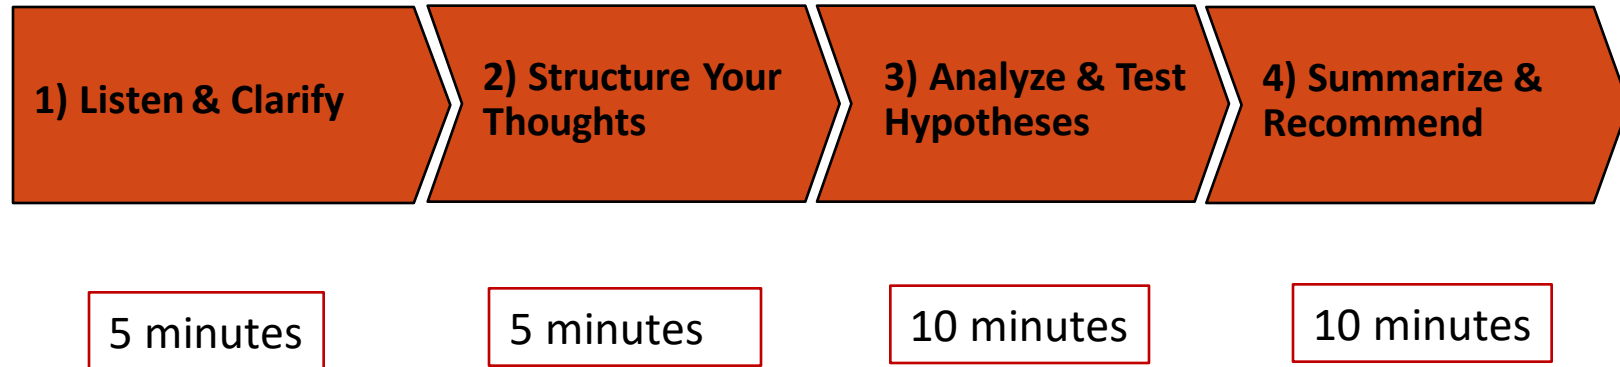 1) Listen & Clarify
2) Structure Your
Thoughts
3) Analyze & Test
Hypotheses
4) Summarize &
Recommend
5 minutes
5 minutes
10 minutes
10 minutes